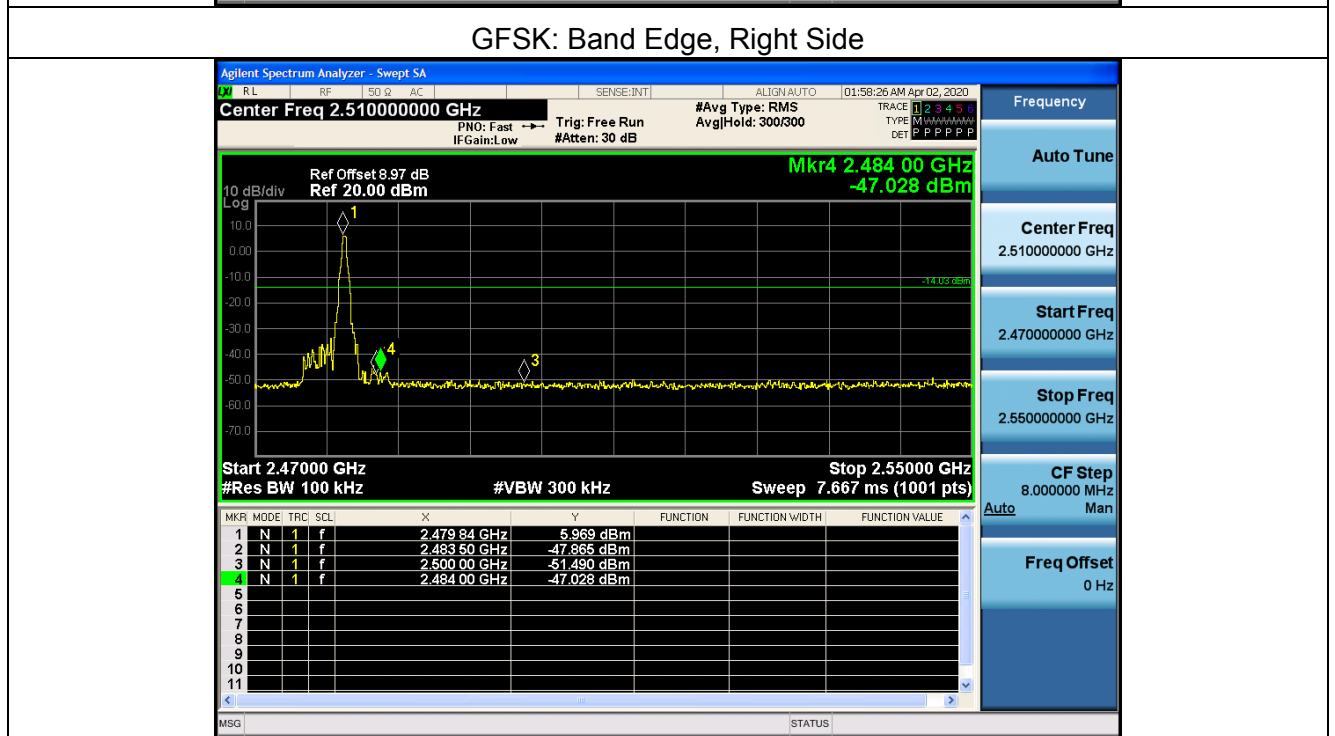 GFSK: Band Edge, Right Side
Agilent Spectrum Analyzer - Swept SA
LXI RL RF 50 Ω AC SENSE:INT ALIGN AUTO 01:58:26 AM Apr 02, 2020
Center Freq 2.510000000 GHz
PNO: Fast
IFGain:Low
Trig: Free Run
#Atten: 30 dB
#Avg Type: RMS
Avg|Hold: 300/300
TRACE 1 2 3 4 5 6
TYPE M WWWWW
DET P P P P P P
Frequency
Auto Tune
Center Freq
2.510000000 GHz
Start Freq
2.470000000 GHz
Stop Freq
2.550000000 GHz
CF Step
8.000000 MHz
Auto Man
Freq Offset
0 Hz
Mkr4 2.484 00 GHz
-47.028 dBm
Ref Offset 8.97 dB
10 dB/div Ref 20.00 dBm
Log
10.0
0.00
-10.0
-20.0
-30.0
-40.0
-50.0
-60.0
-70.0
1
4
3
-14.03 dBm
Start 2.47000 GHz Stop 2.55000 GHz
#Res BW 100 kHz #VBW 300 kHz Sweep 7.667 ms (1001 pts)
MKR MODE TRC SCL X Y FUNCTION FUNCTION WIDTH FUNCTION VALUE
1 N 1 f 2.479 84 GHz 5.969 dBm
2 N 1 f 2.483 50 GHz -47.865 dBm
3 N 1 f 2.500 00 GHz -51.490 dBm
4 N 1 f 2.484 00 GHz -47.028 dBm
5
6
7
8
9
10
11
MSG STATUS